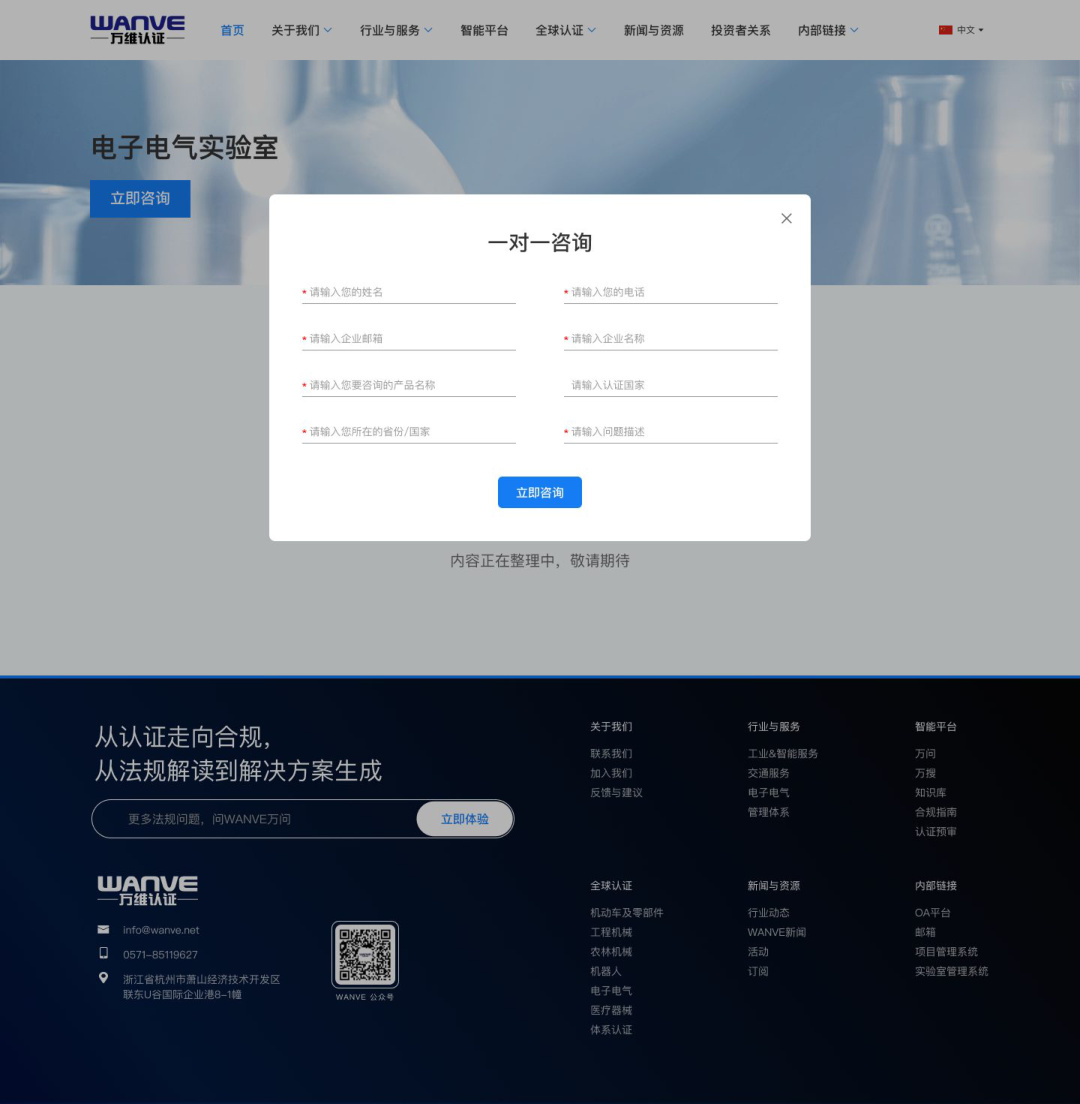 WANVE
万维认证
首页
关于我们
行业与服务
智能平台
全球认证
新闻与资源
投资者关系
内部链接
中文
电子电气实验室
立即咨询
一对一咨询
* 请输入您的姓名
* 请输入您的电话
* 请输入企业邮箱
* 请输入企业名称
* 请输入您要咨询的产品名称
请输入认证国家
* 请输入您所在的省份/国家
* 请输入问题描述
立即咨询
内容正在整理中，敬请期待
从认证走向合规，
从法规解读到解决方案生成
更多法规问题，问WANVE万问
立即体验
WANVE
万维认证
info@wanve.net
0571-85119627
浙江省杭州市萧山经济技术开发区
联东U谷国际企业港8-1幢
WANVE 公众号
关于我们
联系我们
加入我们
反馈与建议
行业与服务
工业&智能服务
交通服务
电子电气
管理体系
智能平台
万问
万搜
知识库
合规指南
认证预审
全球认证
机动车及零部件
工程机械
农林机械
机器人
电子电气
医疗器械
体系认证
新闻与资源
行业动态
WANVE新闻
活动
订阅
内部链接
OA平台
邮箱
项目管理系统
实验室管理系统